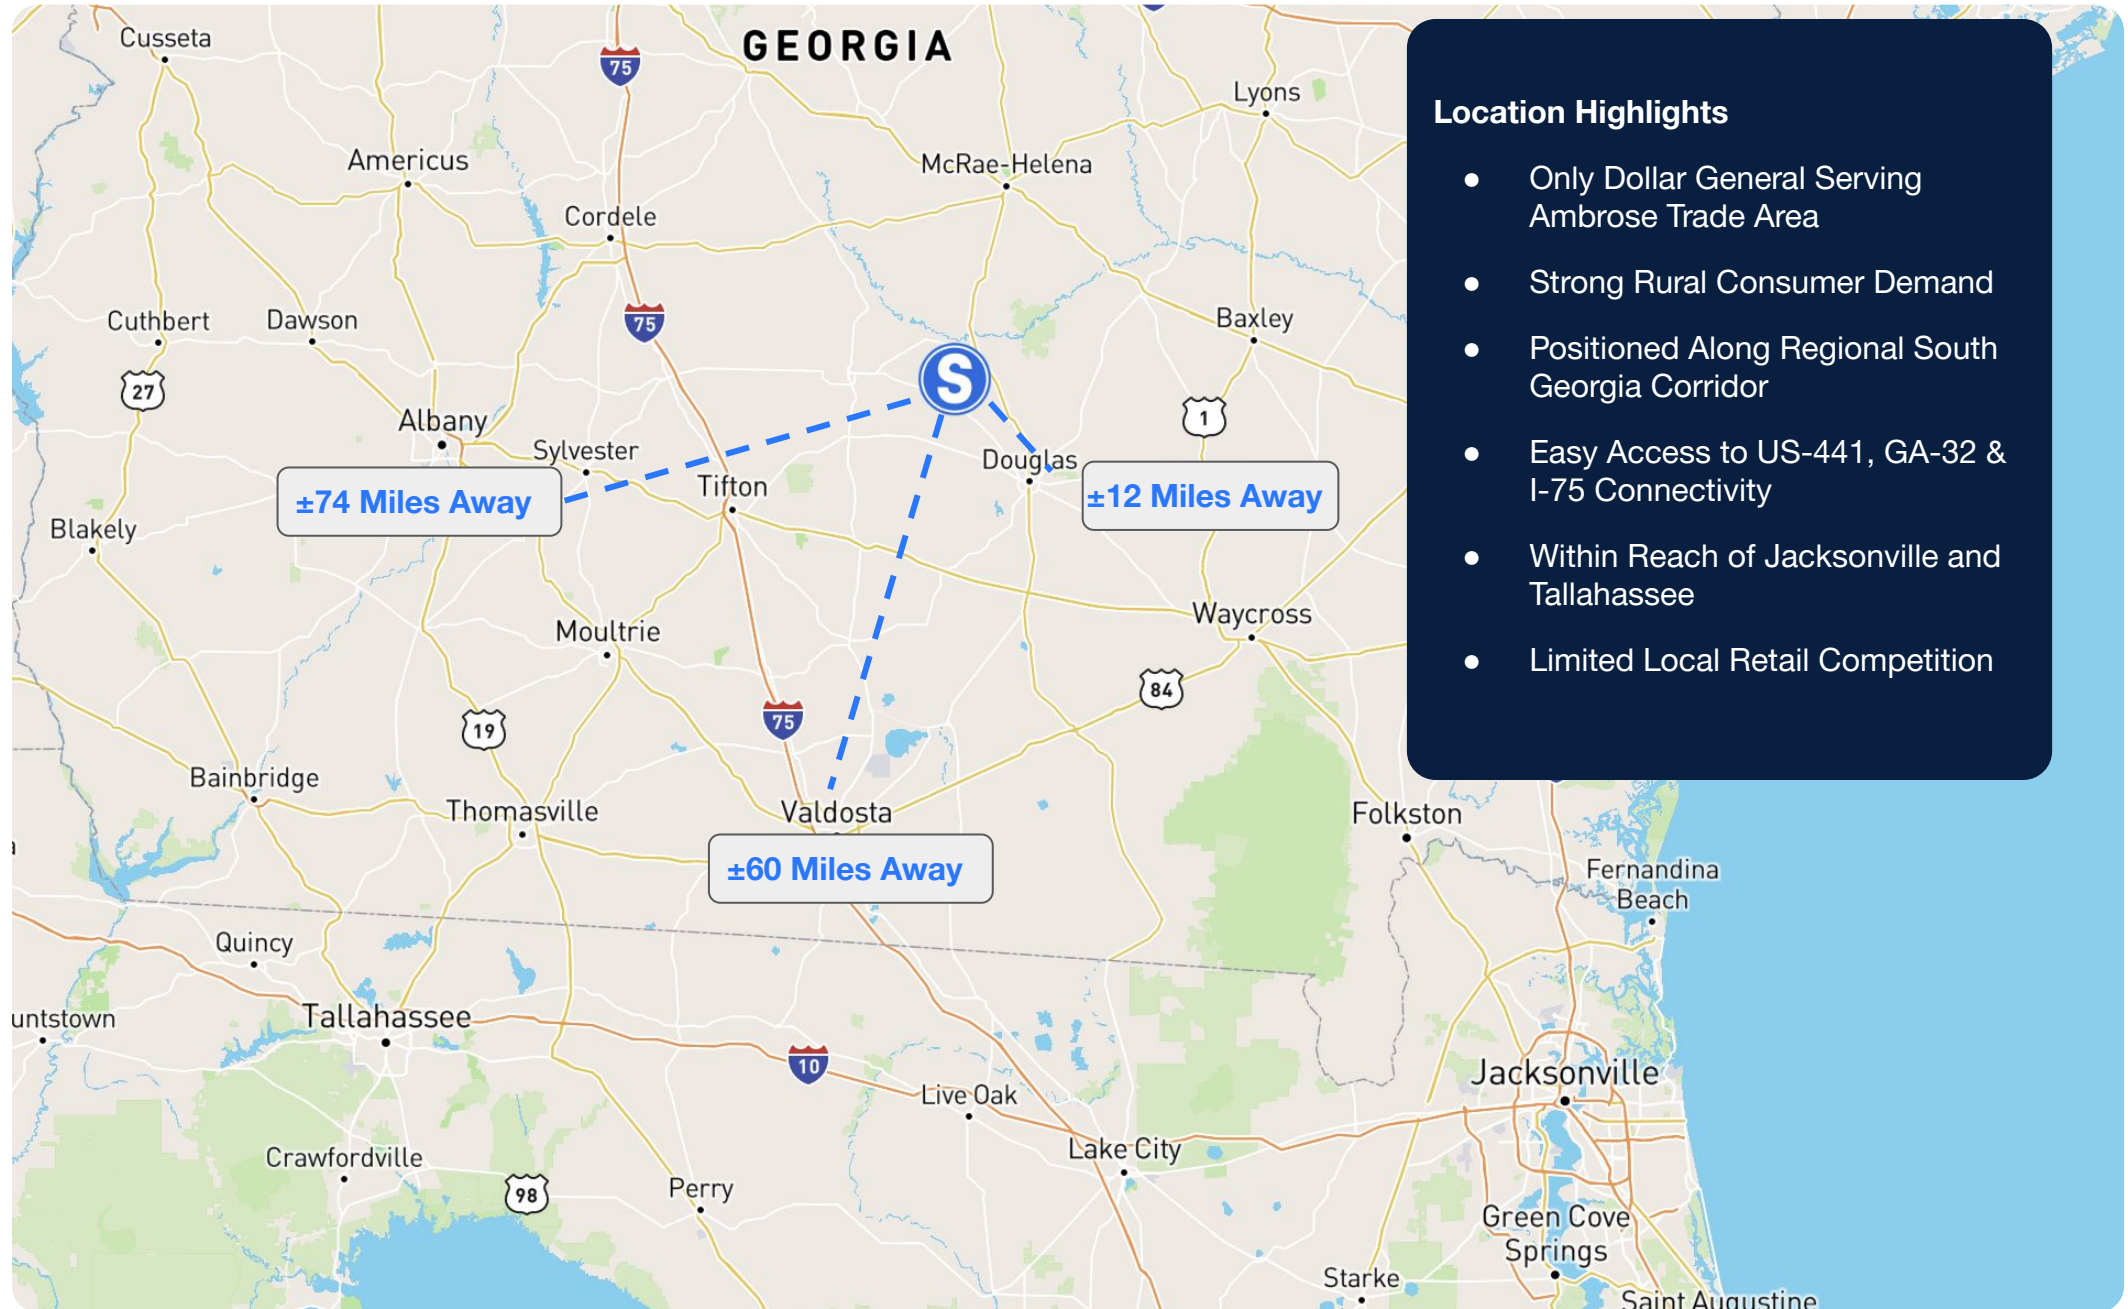 Cusseta
GEORGIA
75
Lyons
Americus
McRae-Helena
Cordele
Cuthbert
Dawson
75
Baxley
27
S
Albany
1
Sylvester
Douglas
Tifton
±74 Miles Away
±12 Miles Away
Blakely
Waycross
Moultrie
84
19
75
Bainbridge
Thomasville
Valdosta
Folkston
±60 Miles Away
Fernandina
Beach
Quincy
untstown
Tallahassee
10
Jacksonville
Live Oak
Lake City
Crawfordville
98
Perry
Green Cove
Springs
Starke
Saint Augustine
Location Highlights
● Only Dollar General Serving
Ambrose Trade Area
● Strong Rural Consumer Demand
● Positioned Along Regional South
Georgia Corridor
● Easy Access to US-441, GA-32 &
I-75 Connectivity
● Within Reach of Jacksonville and
Tallahassee
● Limited Local Retail Competition